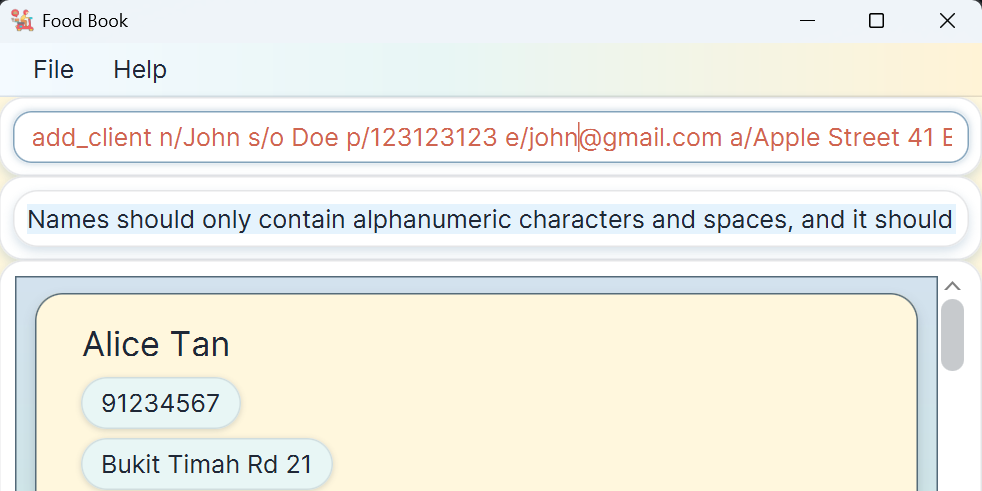 Food Book
File Help
add_client n/John s/o Doe p/123123123 e/john@gmail.com a/Apple Street 41 
Names should only contain alphanumeric characters and spaces, and it should
Alice Tan
91234567
Bukit Timah Rd 21